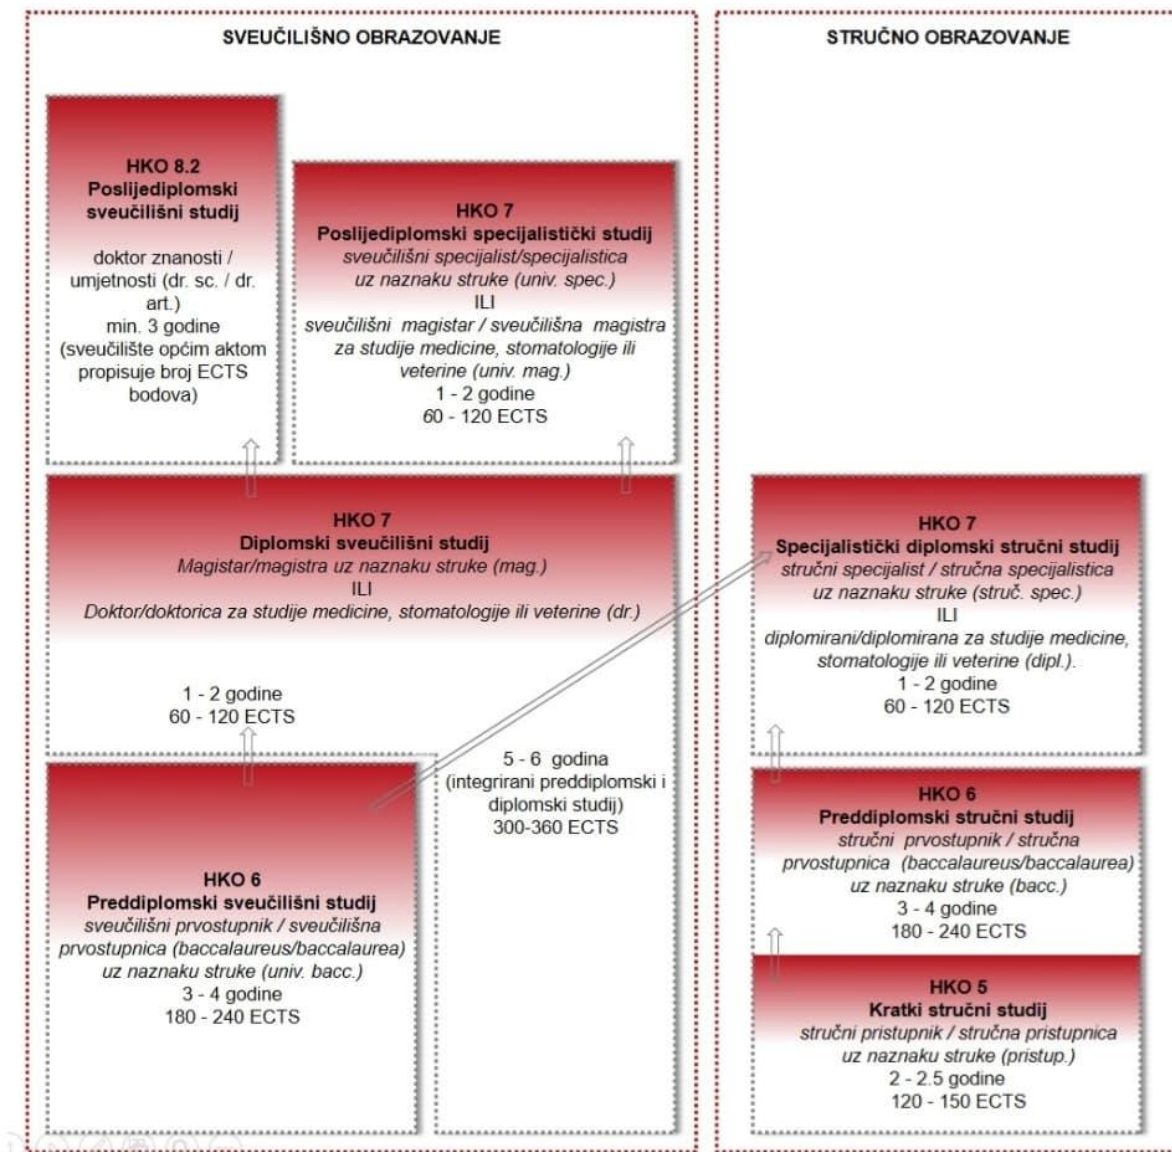 SVEUČILIŠNO OBRAZOVANJE
HKO 8.2
Poslijediplomski
sveučilišni studij
doktor znanosti /
umjetnosti (dr. sc. / dr.
art.)
min. 3 godine
(sveučilište općim aktom
propisuje broj ECTS
bodova)
HKO 7
Poslijediplomski specijalistički studij
sveučilišni specijalist/specijalistica
uz naznaku struke (univ. spec.)
ILI
sveučilišni magistar / sveučilišna magistra
za studije medicine, stomatologije ili
veterine (univ. mag.)
1 - 2 godine
60 - 120 ECTS
HKO 7
Diplomski sveučilišni studij
Magistar/magistra uz naznaku struke (mag.)
ILI
Doktor/doktorica za studije medicine, stomatologije ili veterine (dr.)
1 - 2 godine
60 - 120 ECTS
5 - 6 godina
(integrirani preddiplomski i
diplomski studij)
300-360 ECTS
HKO 6
Preddiplomski sveučilišni studij
sveučilišni prvostupnik / sveučilišna
prvostupnica (baccalaureus/baccalaurea)
uz naznaku struke (univ. bacc.)
3 - 4 godine
180 - 240 ECTS
STRUČNO OBRAZOVANJE
HKO 7
Specijalistički diplomski stručni studij
stručni specijalist / stručna specijalistica
uz naznaku struke (struč. spec.)
ILI
diplomirani/diplomirana za studije medicine,
stomatologije ili veterine (dipl.).
1 - 2 godine
60 - 120 ECTS
HKO 6
Preddiplomski stručni studij
stručni prvostupnik / stručna
prvostupnica (baccalaureus/baccalaurea)
uz naznaku struke (bacc.)
3 - 4 godine
180 - 240 ECTS
HKO 5
Kratki stručni studij
stručni pristupnik / stručna pristupnica
uz naznaku struke (pristup.)
2 - 2.5 godine
120 - 150 ECTS